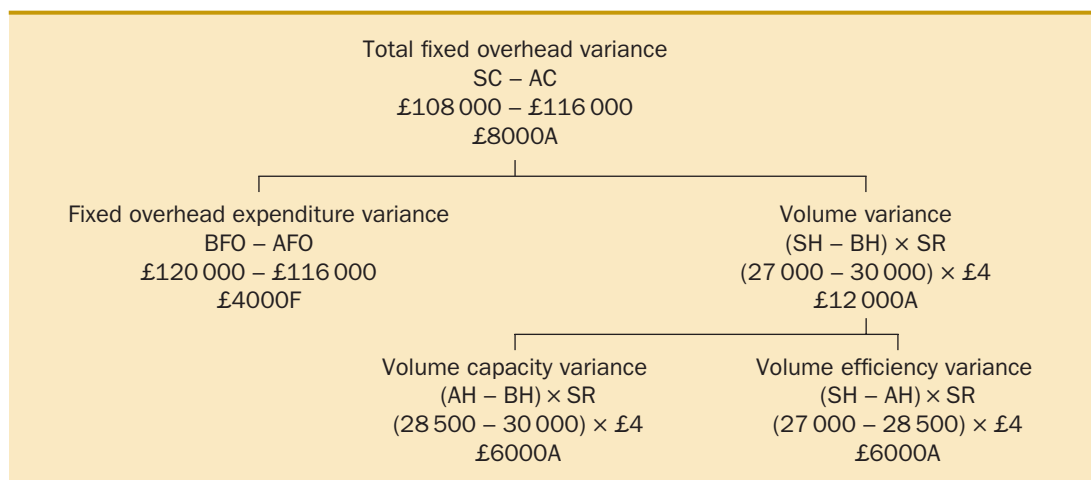 Total fixed overhead variance
SC – AC
£108 000 – £116 000
£8000A
Fixed overhead expenditure variance
BFO – AFO
£120 000 – £116 000
£4000F
Volume variance
(SH – BH) × SR
(27 000 – 30 000) × £4
£12 000A
Volume capacity variance
(AH – BH) × SR
(28 500 – 30 000) × £4
£6000A
Volume efficiency variance
(SH – AH) × SR
(27 000 – 28 500) × £4
£6000A